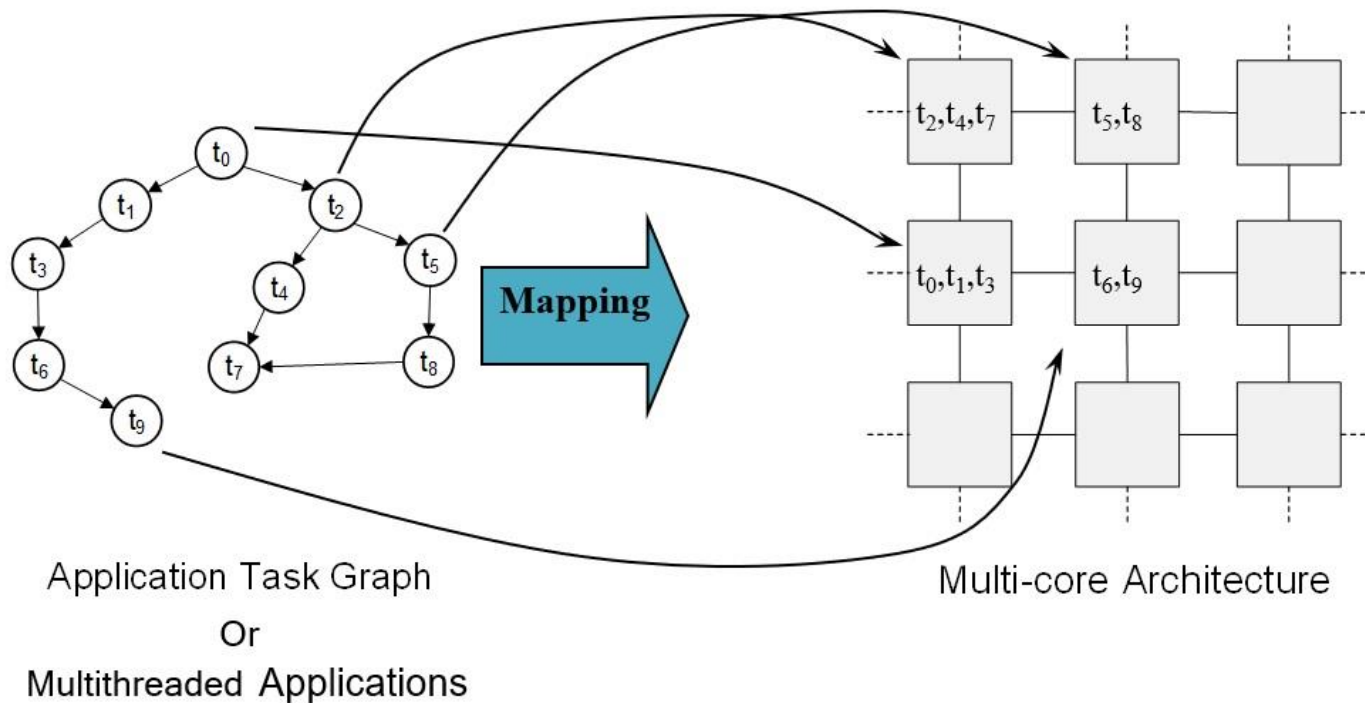 t0
t1
t2
t3
t4
t5
t6
t7
t8
t9
Mapping
t2,t4,t7
t5,t8
t0,t1,t3
t6,t9
Application Task Graph
Or
Multithreaded Applications
Multi-core Architecture